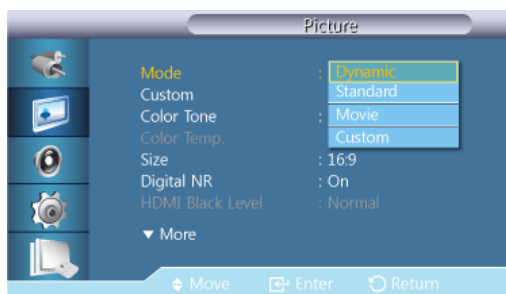 Picture
Mode : Dynamic
Custom Standard
Color Tone : Movie
Color Temp. Custom
Size : 16:9
Digital NR : On
HDMI Black Level : Normal
▼ More
Move Enter Return